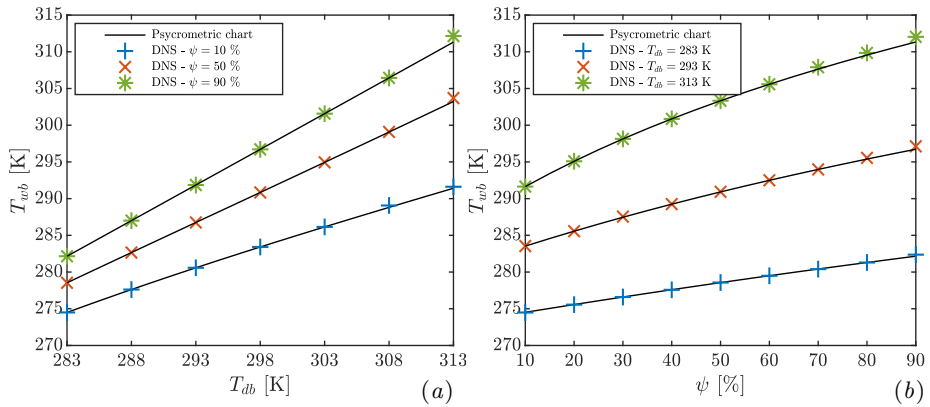 315
310
305
300
295
290
285
280
275
270
T_wb [K]
Psycrometric chart
DNS - ψ = 10 %
DNS - ψ = 50 %
DNS - ψ = 90 %
283 288 293 298 303 308 313
T_db [K]
(a)
315
310
305
300
295
290
285
280
275
270
T_wb [K]
Psycrometric chart
DNS - T_db = 283 K
DNS - T_db = 293 K
DNS - T_db = 313 K
10 20 30 40 50 60 70 80 90
ψ [%]
(b)